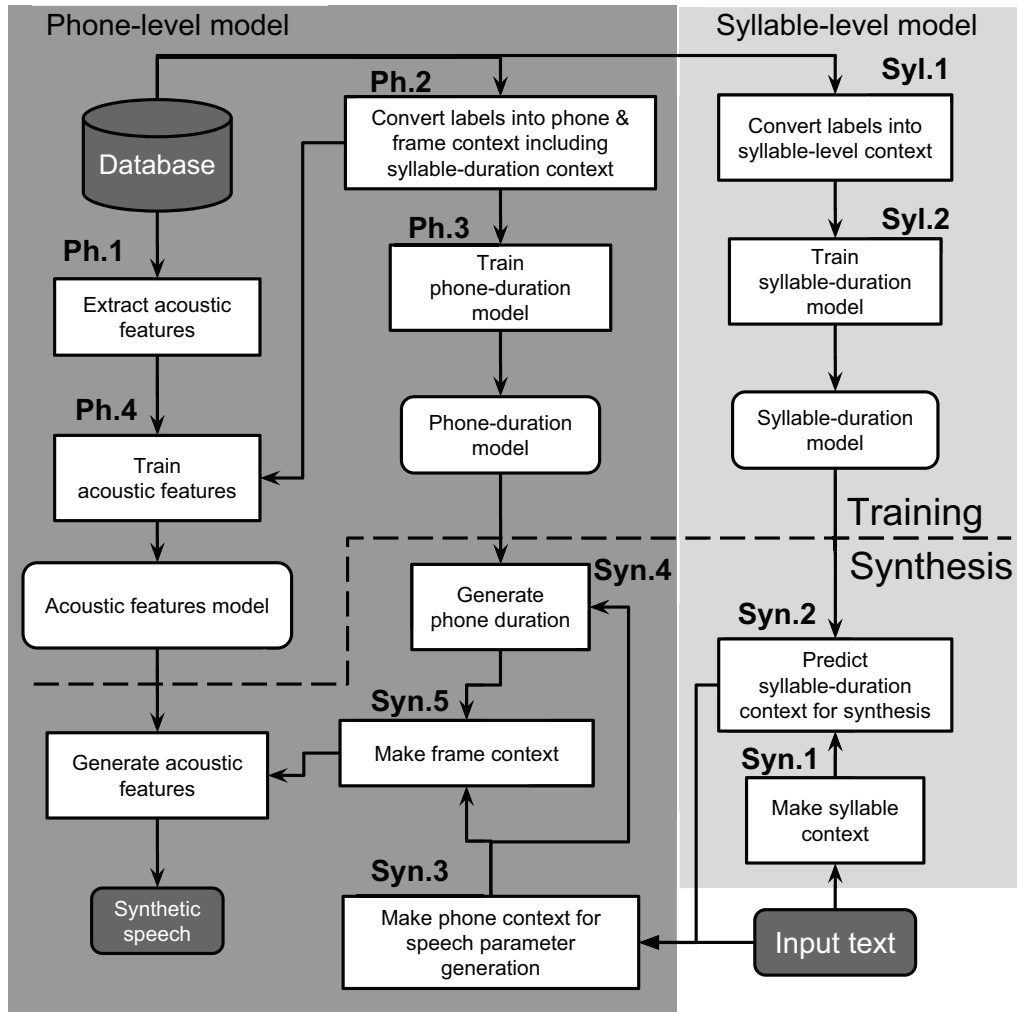 Phone-level model
Syllable-level model
Ph.2
Syl.1
Convert labels into phone &
frame context including
syllable-duration context
Convert labels into
syllable-level context
Database
Ph.1
Ph.3
Syl.2
Extract acoustic
features
Train
phone-duration
model
Train
syllable-duration
model
Ph.4
Train
acoustic features
Phone-duration
model
Syllable-duration
model
Training
Synthesis
Acoustic features model
Syn.4
Generate
phone duration
Syn.2
Predict
syllable-duration
context for synthesis
Syn.5
Make frame context
Generate acoustic
features
Syn.1
Make syllable
context
Syn.3
Make phone context for
speech parameter
generation
Synthetic
speech
Input text